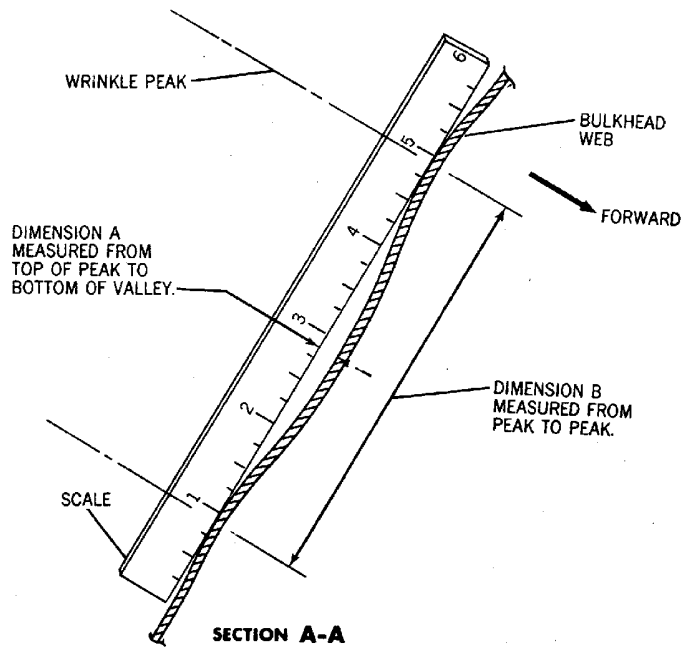 WRINKLE PEAK
6
BULKHEAD
WEB
5
FORWARD
DIMENSION A
MEASURED FROM
TOP OF PEAK TO
BOTTOM OF VALLEY.
4
3
DIMENSION B
MEASURED FROM
PEAK TO PEAK.
2
SCALE
1
SECTION A-A